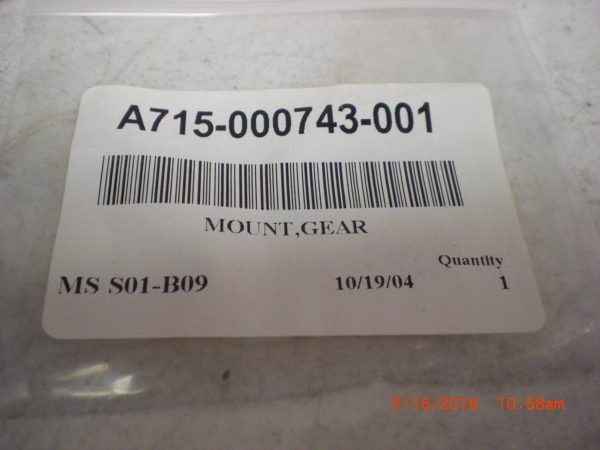 A715-000743-001
MOUNT,GEAR
Quantity
MS S01-B09 10/19/04 1
5/16/2018 10:58am